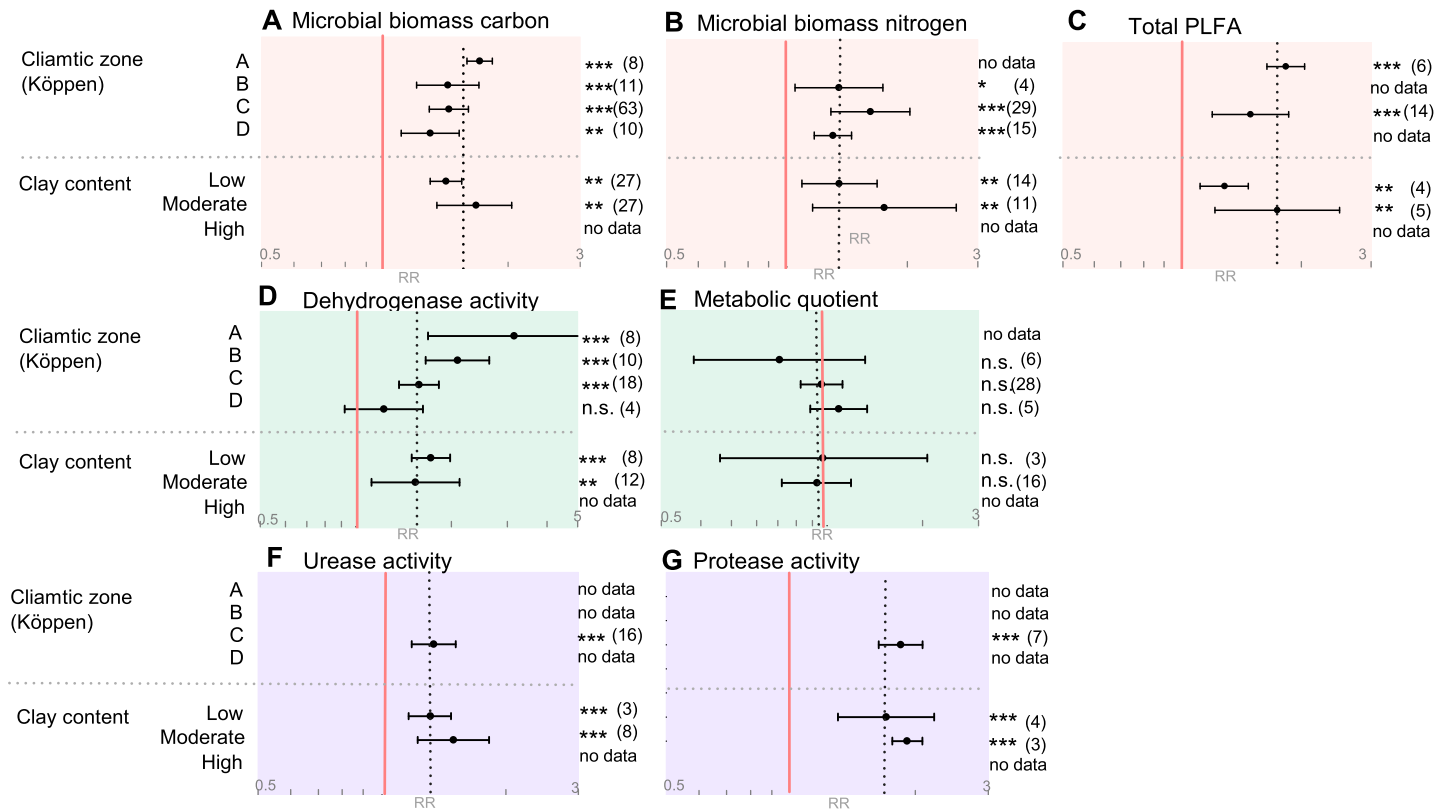 A Microbial biomass carbon
Cliamtic zone
(Köppen)
A *** (8)
B ***(11)
C ***(63)
D ** (10)
Clay content
Low ** (27)
Moderate ** (27)
High no data
0.5 3
RR
B Microbial biomass nitrogen
no data
* (4)
***(29)
***(15)
** (14)
** (11)
no data
RR
0.5 3
RR
C Total PLFA
*** (6)
no data
***(14)
no data
** (4)
** (5)
no data
0.5 3
RR
D Dehydrogenase activity
Cliamtic zone
(Köppen)
A *** (8)
B ***(10)
C ***(18)
D n.s. (4)
Clay content
Low *** (8)
Moderate ** (12)
High no data
0.5 5
RR
E Metabolic quotient
no data
n.s. (6)
n.s.(28)
n.s. (5)
n.s. (3)
n.s. (16)
no data
0.5 3
RR
F Urease activity
Cliamtic zone
(Köppen)
A no data
B no data
C *** (16)
D no data
Clay content
Low *** (3)
Moderate *** (8)
High no data
0.5 3
RR
G Protease activity
no data
no data
*** (7)
no data
*** (4)
*** (3)
no data
0.5 3
RR